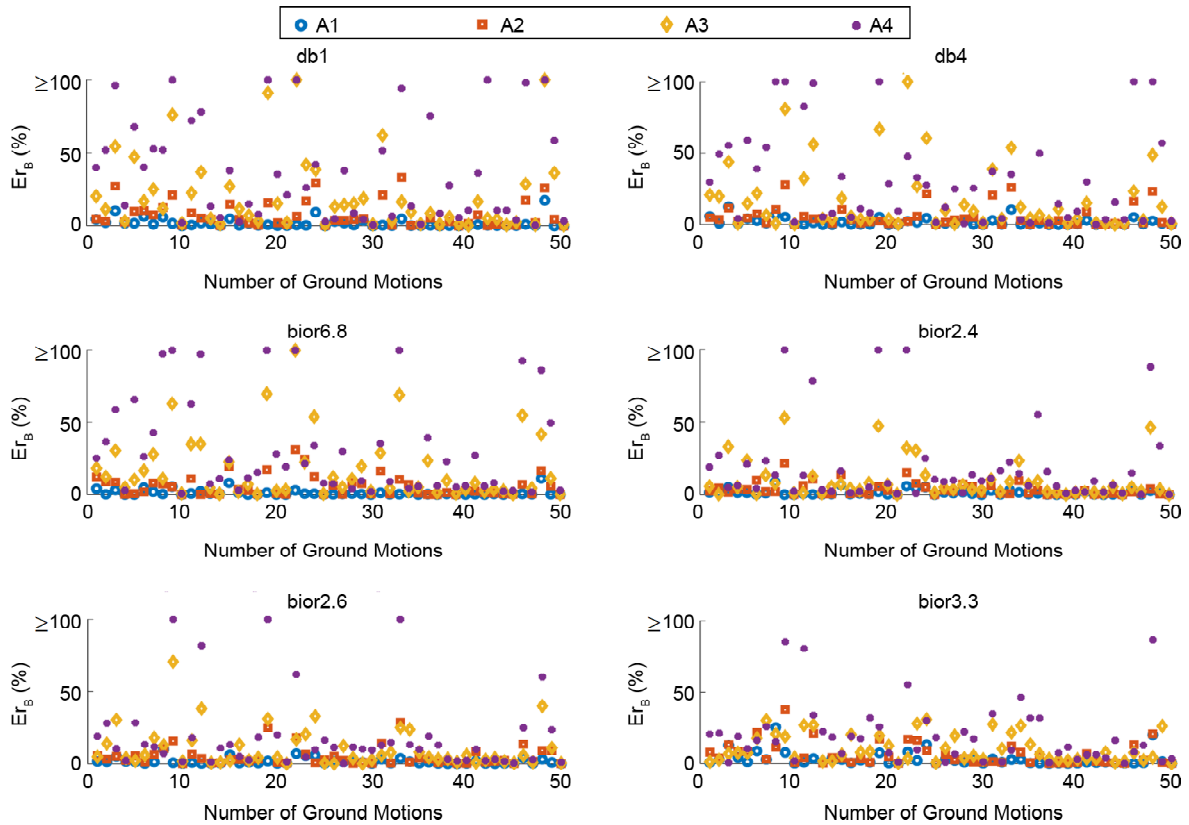 A1 A2 A3 A4
db1
≥100
50
0
Er_B (%)
0 10 20 30 40 50
Number of Ground Motions
db4
≥100
50
0
Er_B (%)
0 10 20 30 40 50
Number of Ground Motions
bior6.8
≥100
50
0
Er_B (%)
0 10 20 30 40 50
Number of Ground Motions
bior2.4
≥100
50
0
Er_B (%)
0 10 20 30 40 50
Number of Ground Motions
bior2.6
≥100
50
0
Er_B (%)
0 10 20 30 40 50
Number of Ground Motions
bior3.3
≥100
50
0
Er_B (%)
0 10 20 30 40 50
Number of Ground Motions